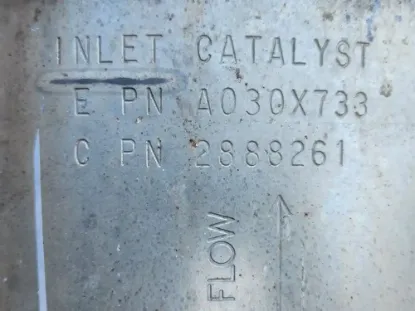 INLET CATALYST
E PN A030X733
C PN 2888261
FLOW